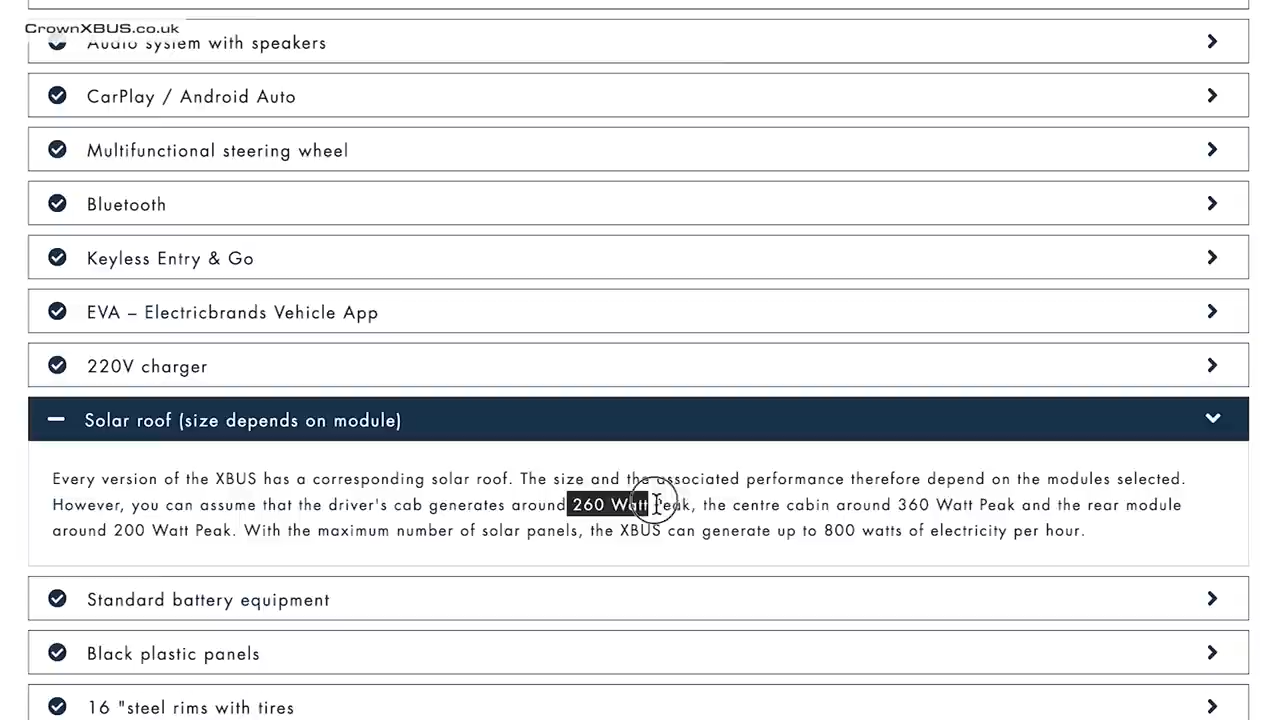 CrownXBUS.co.uk
Audio system with speakers
CarPlay / Android Auto
Multifunctional steering wheel
Bluetooth
Keyless Entry & Go
EVA – Electricbrands Vehicle App
220V charger
Solar roof (size depends on module)
Every version of the XBUS has a corresponding solar roof. The size and the associated performance therefore depend on the modules selected.
However, you can assume that the driver's cab generates around 260 Watt Peak, the centre cabin around 360 Watt Peak and the rear module
around 200 Watt Peak. With the maximum number of solar panels, the XBUS can generate up to 800 watts of electricity per hour.
Standard battery equipment
Black plastic panels
16 "steel rims with tires